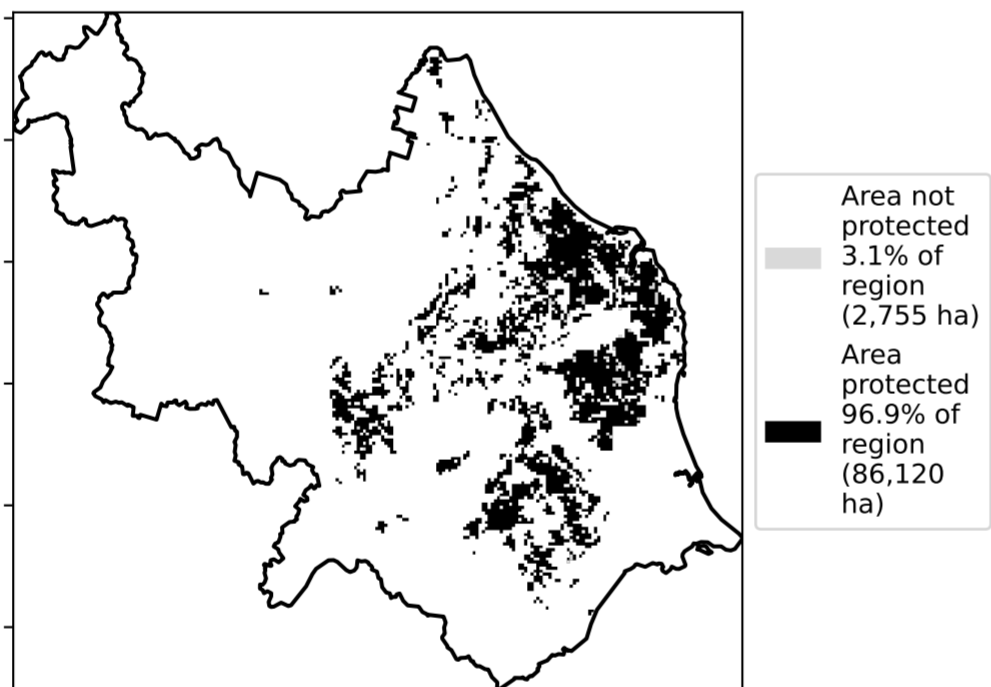 Area not
protected
3.1% of
region
(2,755 ha)
Area
protected
96.9% of
region
(86,120
ha)